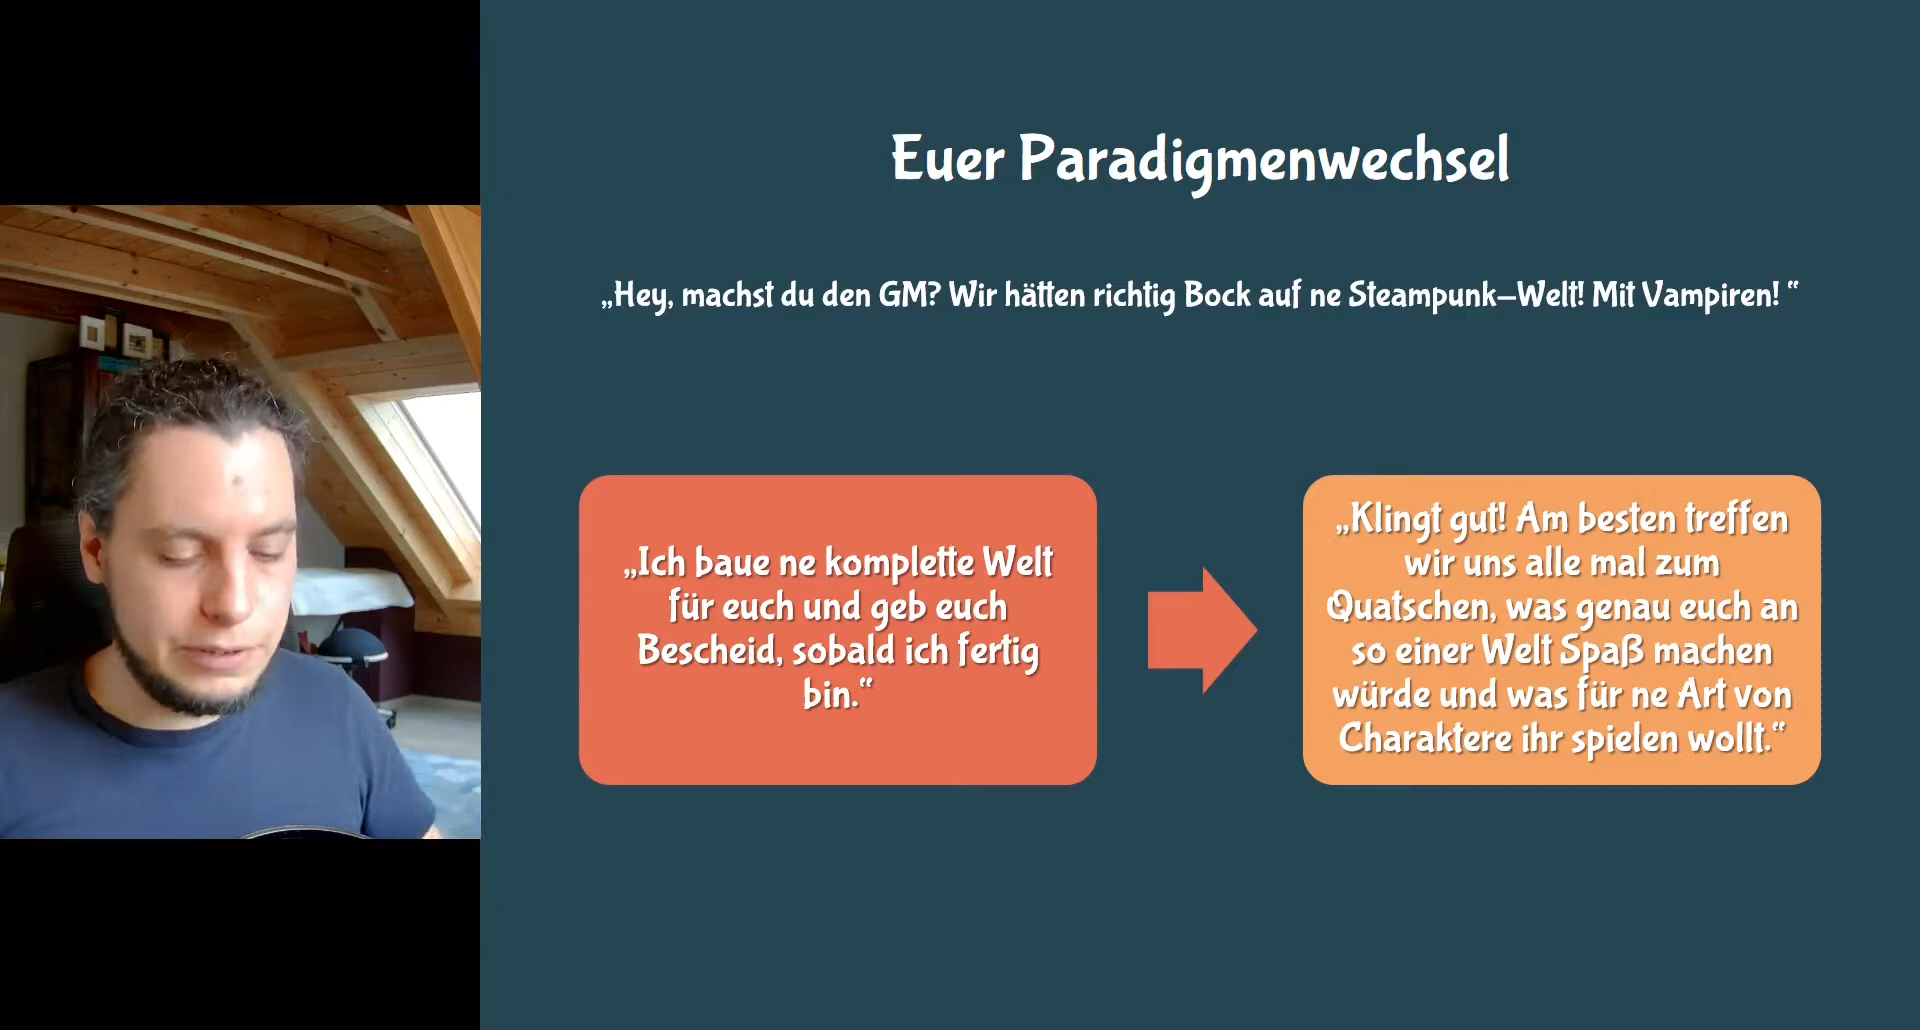 Euer Paradigmenwechsel
„Hey, machst du den GM? Wir hätten richtig Bock auf ne Steampunk-Welt! Mit Vampiren! “
„Ich baue ne komplette Welt
für euch und geb euch
Bescheid, sobald ich fertig
bin.“
„Klingt gut! Am besten treffen
wir uns alle mal zum
Quatschen, was genau euch an
so einer Welt Spaß machen
würde und was für ne Art von
Charaktere ihr spielen wollt.“